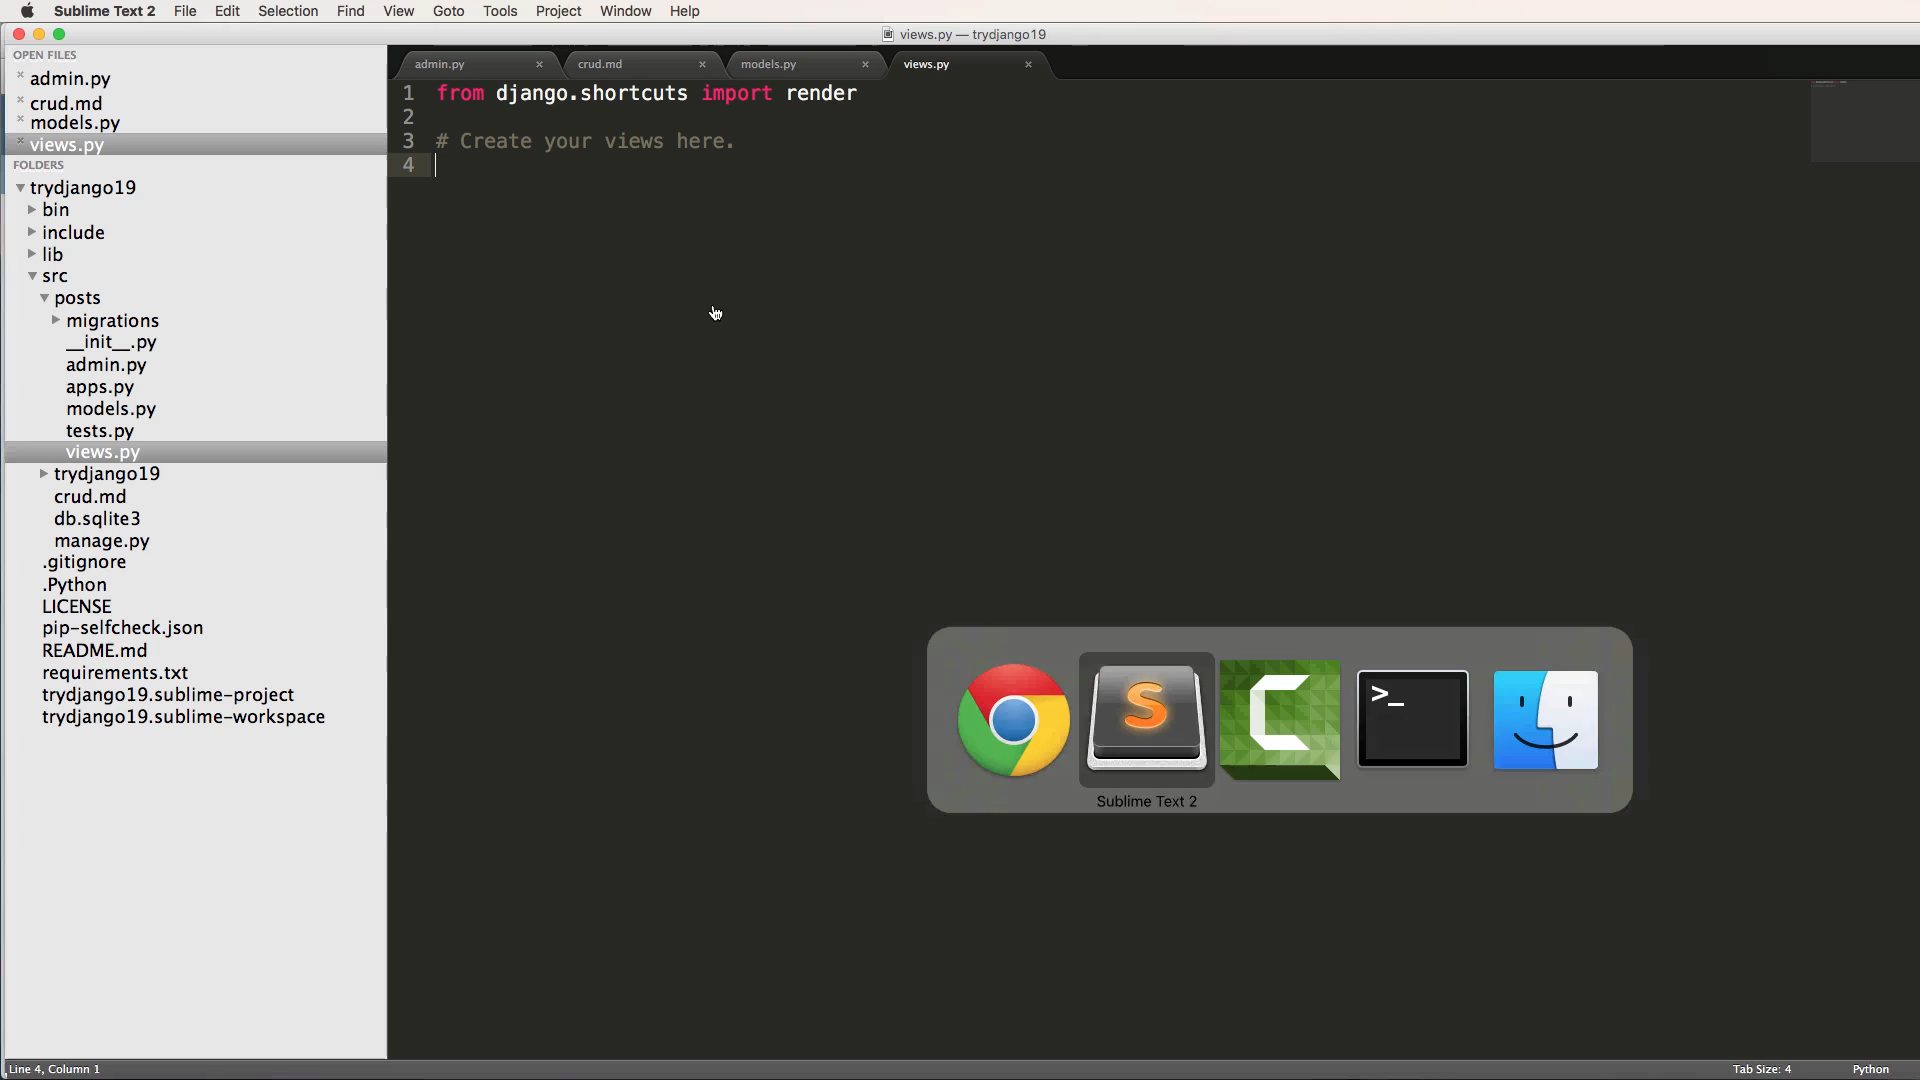 Sublime Text 2 File Edit Selection Find View Goto Tools Project Window Help
views.py — trydjango19
OPEN FILES
admin.py
crud.md
models.py
views.py
FOLDERS
trydjango19
bin
include
lib
src
posts
migrations
__init__.py
admin.py
apps.py
models.py
tests.py
views.py
trydjango19
crud.md
db.sqlite3
manage.py
.gitignore
.Python
LICENSE
pip-selfcheck.json
README.md
requirements.txt
trydjango19.sublime-project
trydjango19.sublime-workspace
admin.py crud.md models.py views.py
1 from django.shortcuts import render
2
3 # Create your views here.
4
S
C
>_
Sublime Text 2
Line 4, Column 1
Tab Size: 4 Python